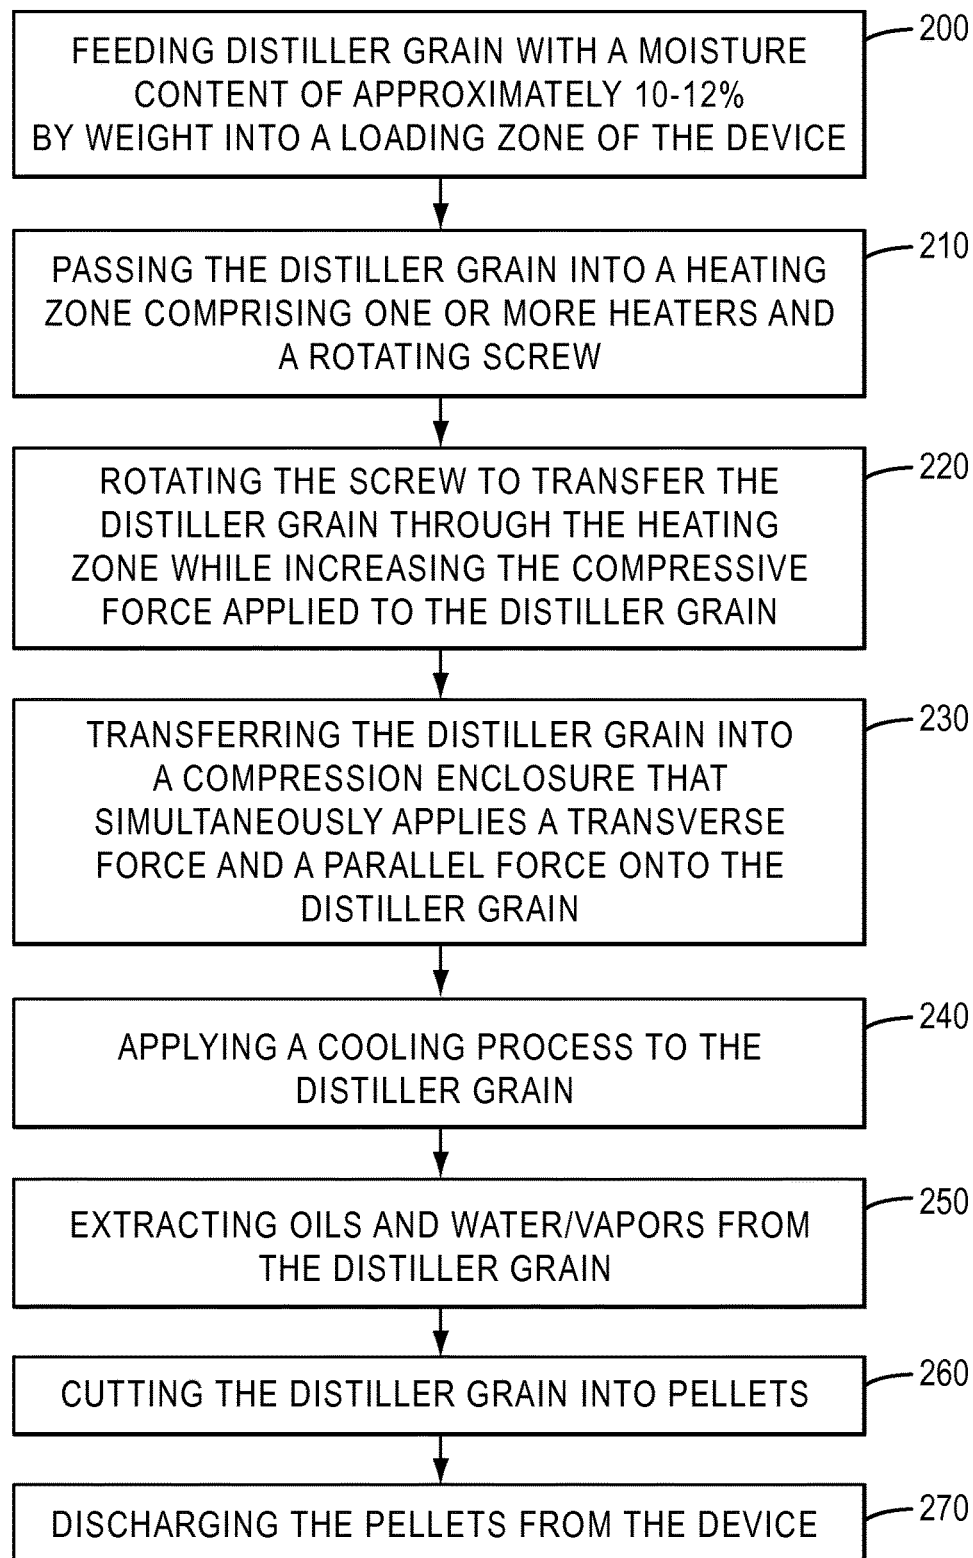 200
FEEDING DISTILLER GRAIN WITH A MOISTURE
CONTENT OF APPROXIMATELY 10-12%
BY WEIGHT INTO A LOADING ZONE OF THE DEVICE
210
PASSING THE DISTILLER GRAIN INTO A HEATING
ZONE COMPRISING ONE OR MORE HEATERS AND
A ROTATING SCREW
220
ROTATING THE SCREW TO TRANSFER THE
DISTILLER GRAIN THROUGH THE HEATING
ZONE WHILE INCREASING THE COMPRESSIVE
FORCE APPLIED TO THE DISTILLER GRAIN
230
TRANSFERRING THE DISTILLER GRAIN INTO
A COMPRESSION ENCLOSURE THAT
SIMULTANEOUSLY APPLIES A TRANSVERSE
FORCE AND A PARALLEL FORCE ONTO THE
DISTILLER GRAIN
240
APPLYING A COOLING PROCESS TO THE
DISTILLER GRAIN
250
EXTRACTING OILS AND WATER/VAPORS FROM
THE DISTILLER GRAIN
260
CUTTING THE DISTILLER GRAIN INTO PELLETS
270
DISCHARGING THE PELLETS FROM THE DEVICE